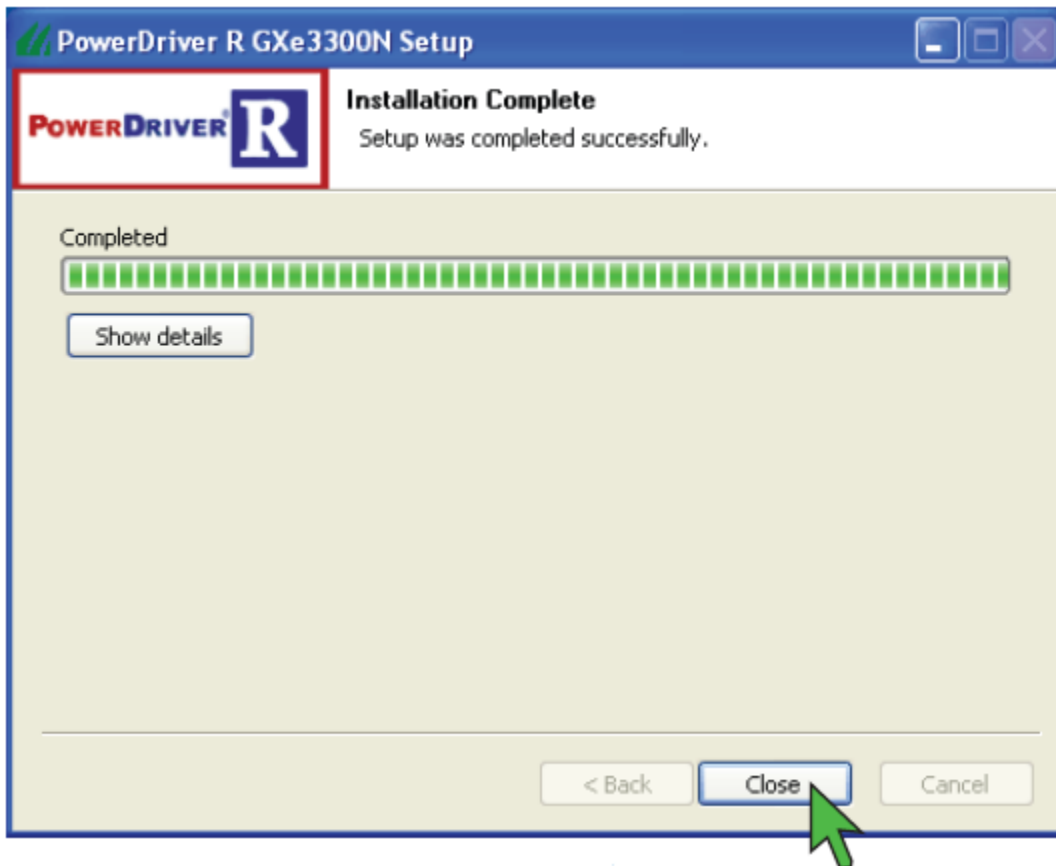 PowerDriver R GXe3300N Setup
POWERDRIVER® R
Installation Complete
Setup was completed successfully.
Completed
Show details
< Back
Close
Cancel